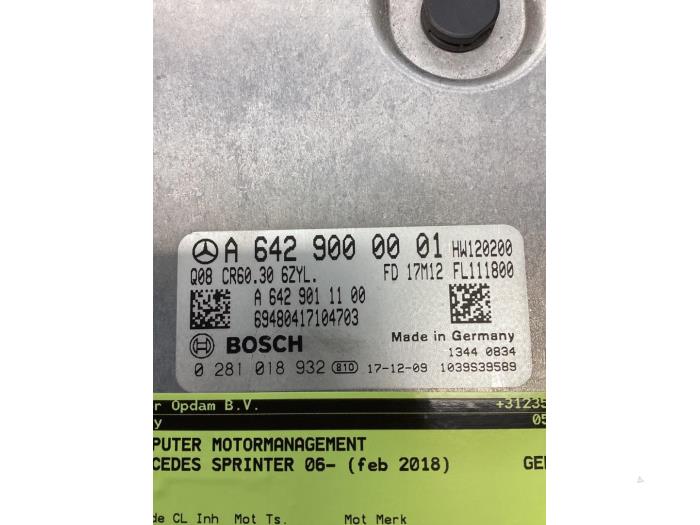 A 642 900 00 01 HW120200
Q08 CR60.30 6ZYL. FD 17M12 FL111800
A 642 901 11 00
69480417104703
Made in Germany
BOSCH 1344 0834
0 281 018 932 810 17-12-09 1039S39589
r Opdam B.V. +31235
y 05
PUTER MOTORMANAGEMENT
CEDES SPRINTER 06- (feb 2018) GE
de CL Inh Mot Ts. Mot Merk